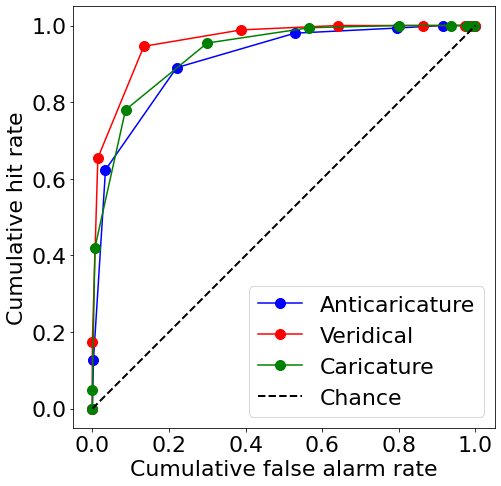 1.0
0.8
0.6
0.4
0.2
0.0
Cumulative hit rate
Anticaricature
Veridical
Caricature
Chance
0.0 0.2 0.4 0.6 0.8 1.0
Cumulative false alarm rate